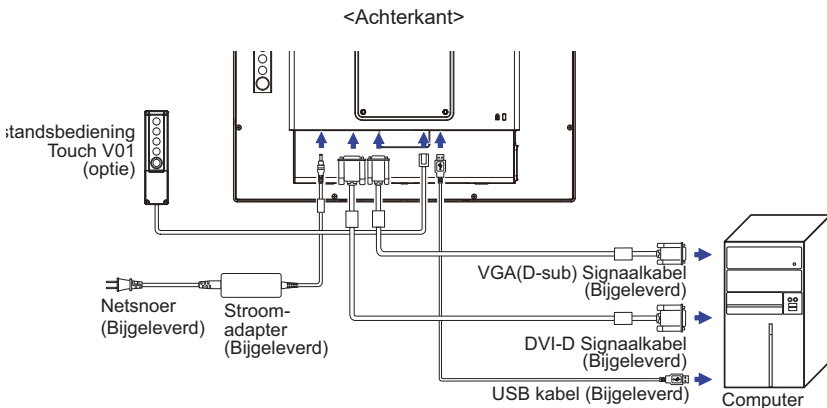 <Achterkant>
standsbediening
Touch V01
(optie)
Netsnoer
(Bijgeleverd)
Stroom-
adapter
(Bijgeleverd)
VGA(D-sub) Signaalkabel
(Bijgeleverd)
DVI-D Signaalkabel
(Bijgeleverd)
USB kabel (Bijgeleverd)
Computer